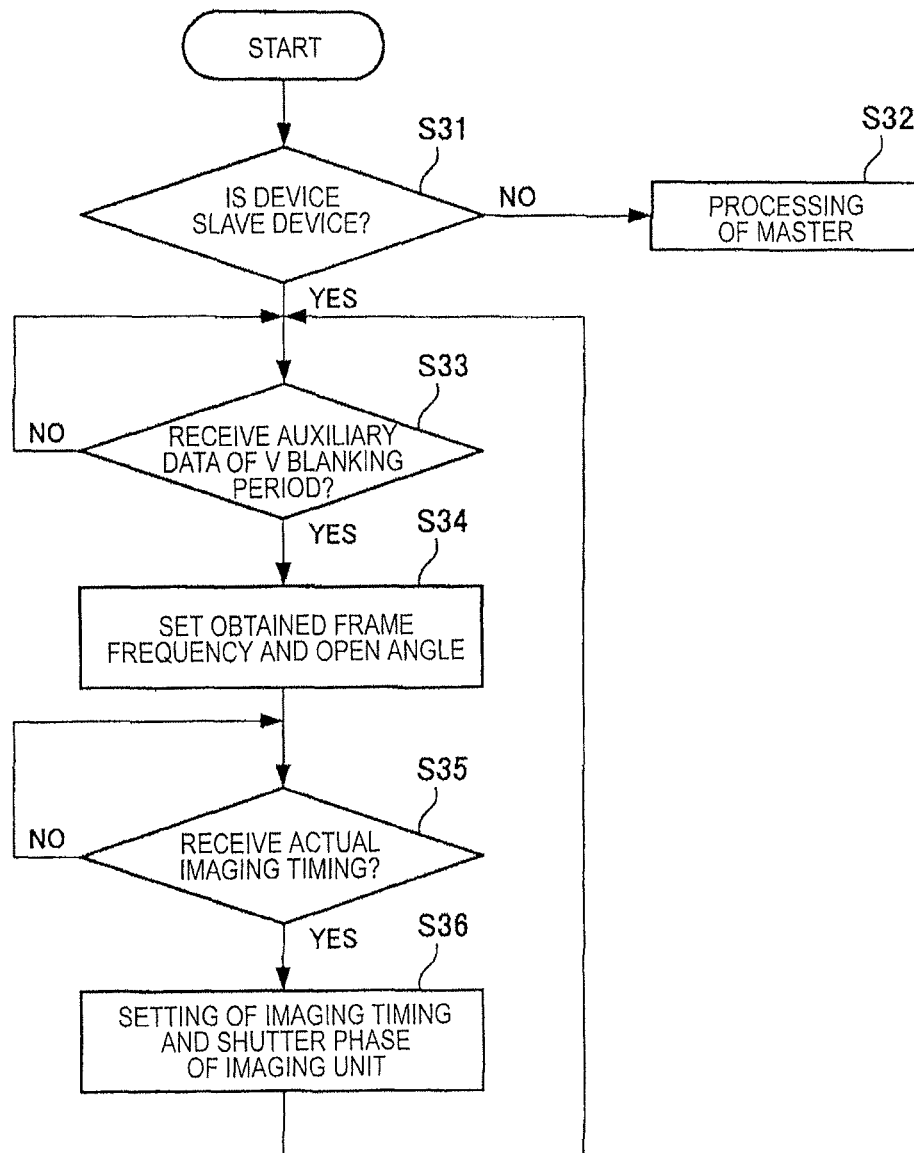 START
S31
IS DEVICE
SLAVE DEVICE?
NO
S32
PROCESSING
OF MASTER
YES
S33
NO
RECEIVE AUXILIARY
DATA OF V BLANKING
PERIOD?
YES
S34
SET OBTAINED FRAME
FREQUENCY AND OPEN ANGLE
S35
NO
RECEIVE ACTUAL
IMAGING TIMING?
YES
S36
SETTING OF IMAGING TIMING
AND SHUTTER PHASE
OF IMAGING UNIT